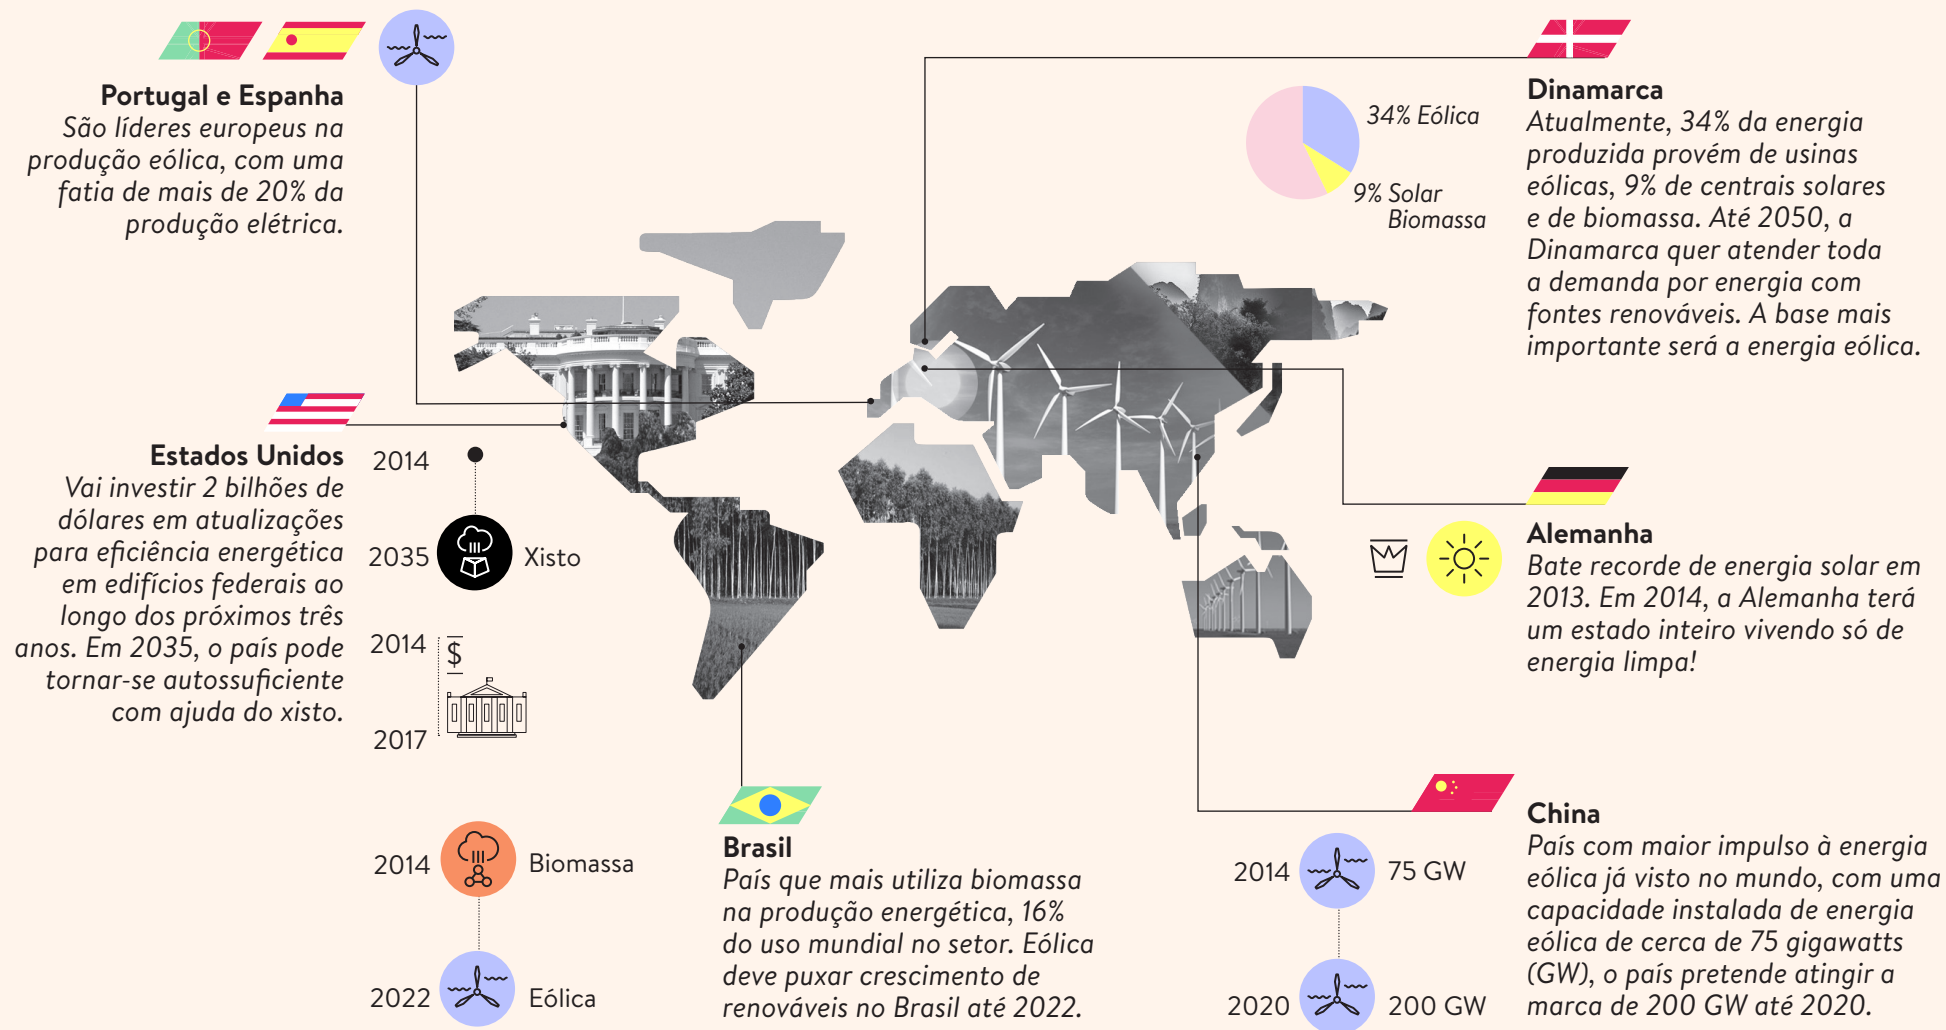 Portugal e Espanha
São líderes europeus na
produção eólica, com uma
fatia de mais de 20% da
produção elétrica.
34% Eólica
9% Solar
Biomassa
Dinamarca
Atualmente, 34% da energia
produzida provém de usinas
eólicas, 9% de centrais solares
e de biomassa. Até 2050, a
Dinamarca quer atender toda
a demanda por energia com
fontes renováveis. A base mais
importante será a energia eólica.
Estados Unidos
Vai investir 2 bilhões de
dólares em atualizações
para eficiência energética
em edifícios federais ao
longo dos próximos três
anos. Em 2035, o país pode
tornar-se autossuficiente
com ajuda do xisto.
2014
2035 Xisto
2014
$
2017
Alemanha
Bate recorde de energia solar em
2013. Em 2014, a Alemanha terá
um estado inteiro vivendo só de
energia limpa!
2014 Biomassa
2022 Eólica
Brasil
País que mais utiliza biomassa
na produção energética, 16%
do uso mundial no setor. Eólica
deve puxar crescimento de
renováveis no Brasil até 2022.
2014 75 GW
2020 200 GW
China
País com maior impulso à energia
eólica já visto no mundo, com uma
capacidade instalada de energia
eólica de cerca de 75 gigawatts
(GW), o país pretende atingir a
marca de 200 GW até 2020.